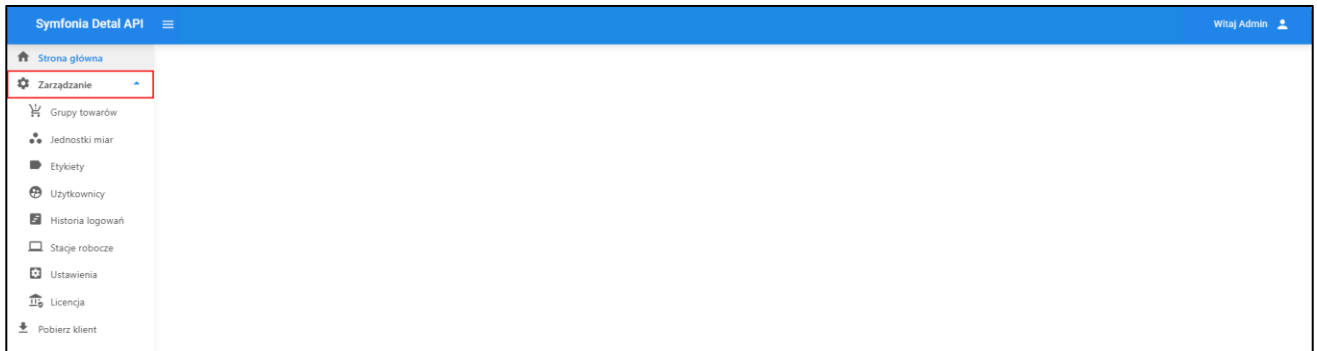 Symfonia Detal API
Witaj Admin
Strona główna
Zarządzanie
Grupy towarów
Jednostki miar
Etykiety
Użytkownicy
Historia logowań
Stacje robocze
Ustawienia
Licencja
Pobierz klient